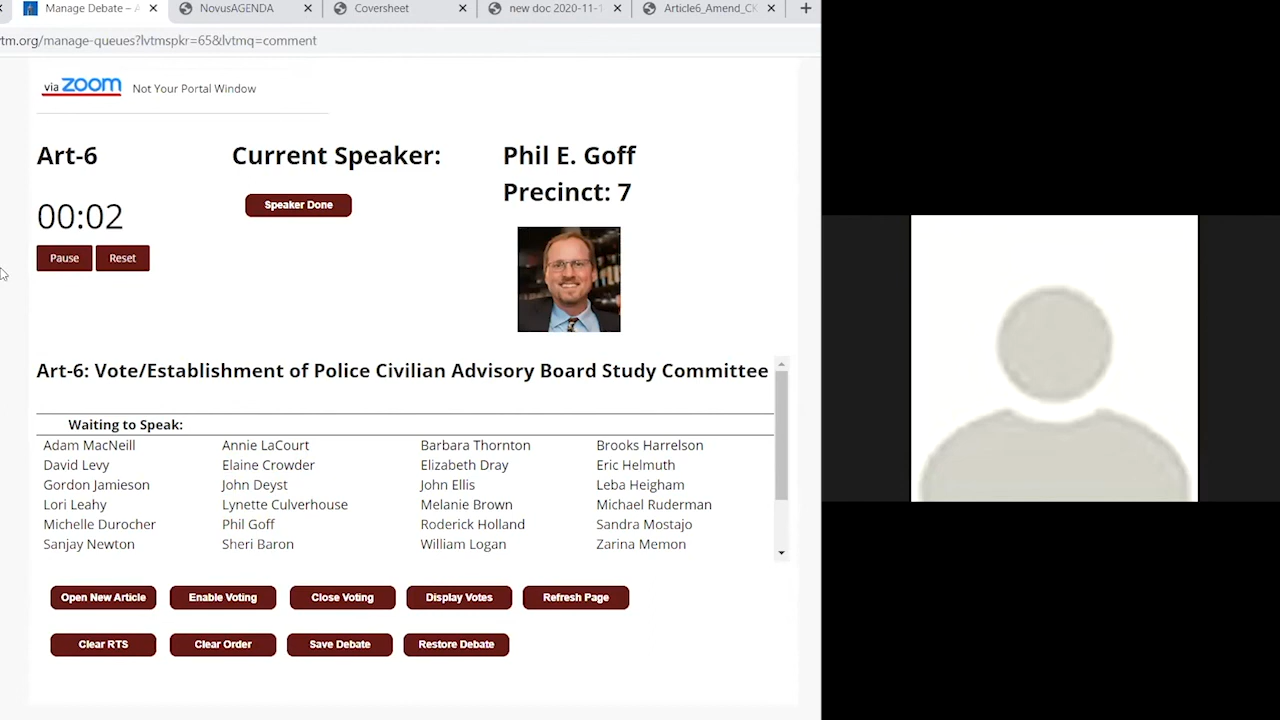 Manage Debate – A
NovusAGENDA
Coversheet
new doc 2020-11-1
Article6_Amend_CK
tm.org/manage-queues?lvtmspkr=65&lvtmq=comment
via zoom Not Your Portal Window
Art-6 Current Speaker: Phil E. Goff
Precinct: 7
Speaker Done
00:02
Pause Reset
Art-6: Vote/Establishment of Police Civilian Advisory Board Study Committee
Waiting to Speak:
Adam MacNeill Annie LaCourt Barbara Thornton Brooks Harrelson
David Levy Elaine Crowder Elizabeth Dray Eric Helmuth
Gordon Jamieson John Deyst John Ellis Leba Heigham
Lori Leahy Lynette Culverhouse Melanie Brown Michael Ruderman
Michelle Durocher Phil Goff Roderick Holland Sandra Mostajo
Sanjay Newton Sheri Baron William Logan Zarina Memon
Open New Article Enable Voting Close Voting Display Votes Refresh Page
Clear RTS Clear Order Save Debate Restore Debate